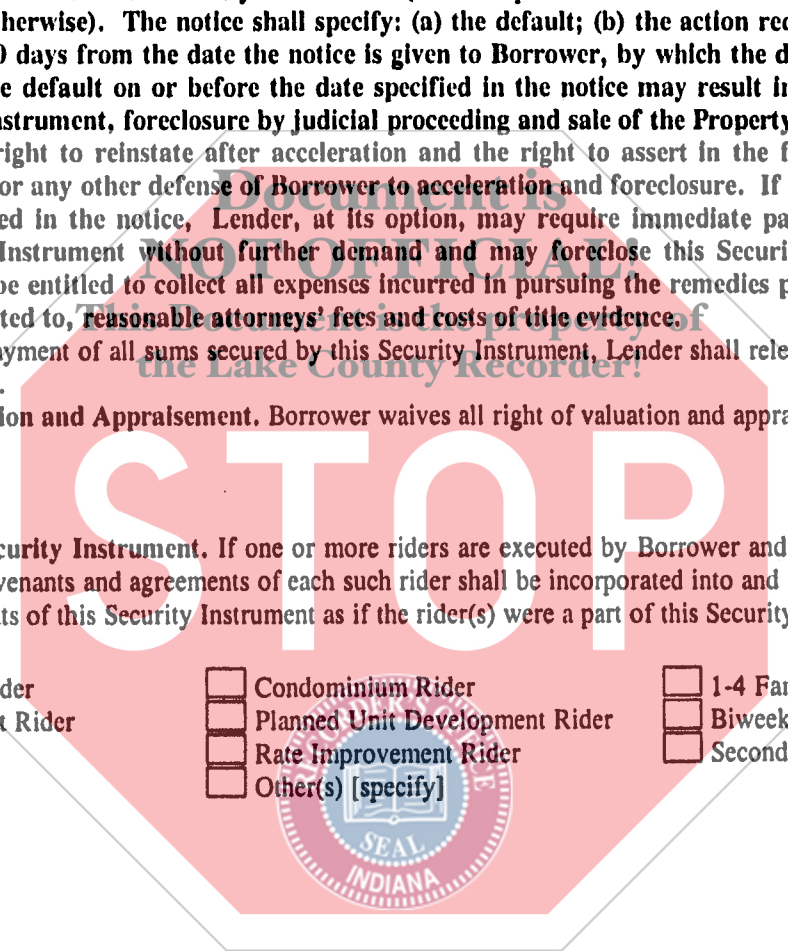 herwise). The notice shall specify: (a) the default; (b) the action rec
0 days from the date the notice is given to Borrower, by which the d
e default on or before the date specified in the notice may result in
nstrument, foreclosure by judicial proceeding and sale of the Property
right to reinstate after acceleration and the right to assert in the f
or any other defense of Borrower to acceleration and foreclosure. If
Document is
ed in the notice, Lender, at its option, may require immediate pa
Instrument without further demand and may foreclose this Securi
NOT OFFICIAL!
be entitled to collect all expenses incurred in pursuing the remedies p
ted to, reasonable attorneys' fees and costs of title evidence.
This Document is the property of
ayment of all sums secured by this Security Instrument, Lender shall rele
the Lake County Recorder!
.
ion and Appraisement. Borrower waives all right of valuation and appra
STOP
curity Instrument. If one or more riders are executed by Borrower and
venants and agreements of each such rider shall be incorporated into and
ts of this Security Instrument as if the rider(s) were a part of this Security
der Condominium Rider 1-4 Fam
t Rider Planned Unit Development Rider Biweek
Rate Improvement Rider Second
Other(s) [specify]
RECORDER'S OFFICE
SEAL
INDIANA